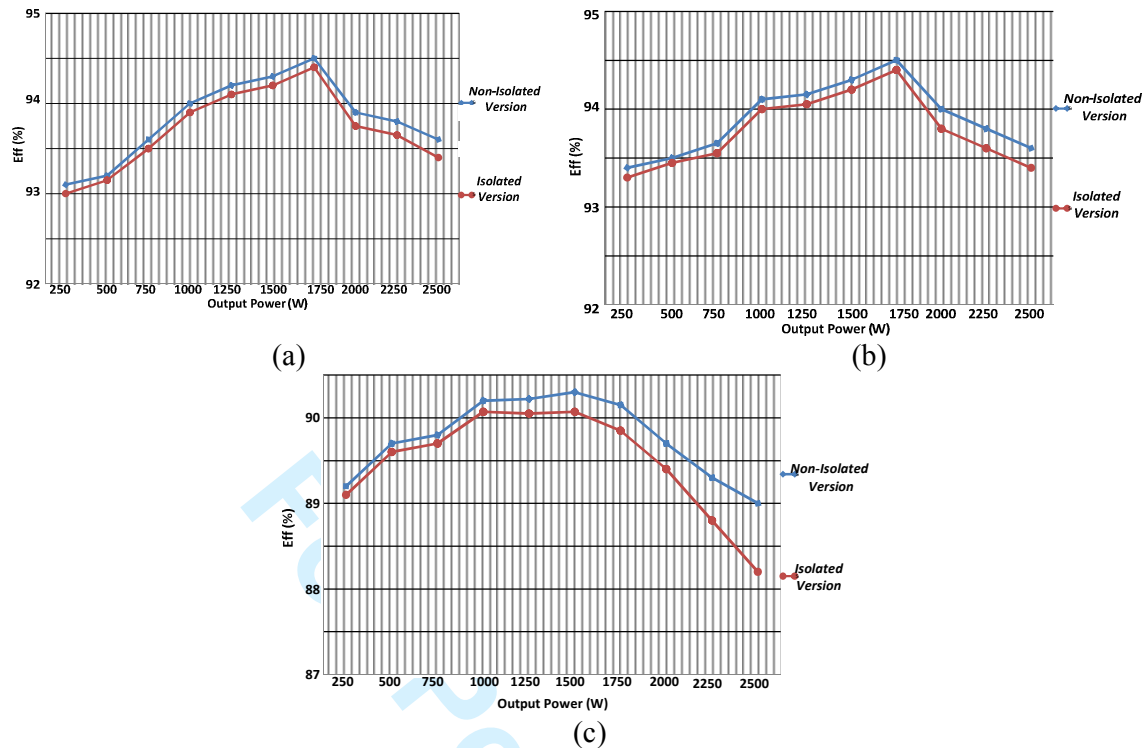 95
94
93
92
Eff (%)
250 500 750 1000 1250 1500 1750 2000 2250 2500
Output Power (W)
Non-Isolated
Version
Isolated
Version
(a)
95
94
93
92
Eff (%)
250 500 750 1000 1250 1500 1750 2000 2250 2500
Output Power (W)
Non-Isolated
Version
Isolated
Version
(b)
90
89
88
87
Eff (%)
250 500 750 1000 1250 1500 1750 2000 2250 2500
Output Power (W)
Non-Isolated
Version
Isolated
Version
(c)